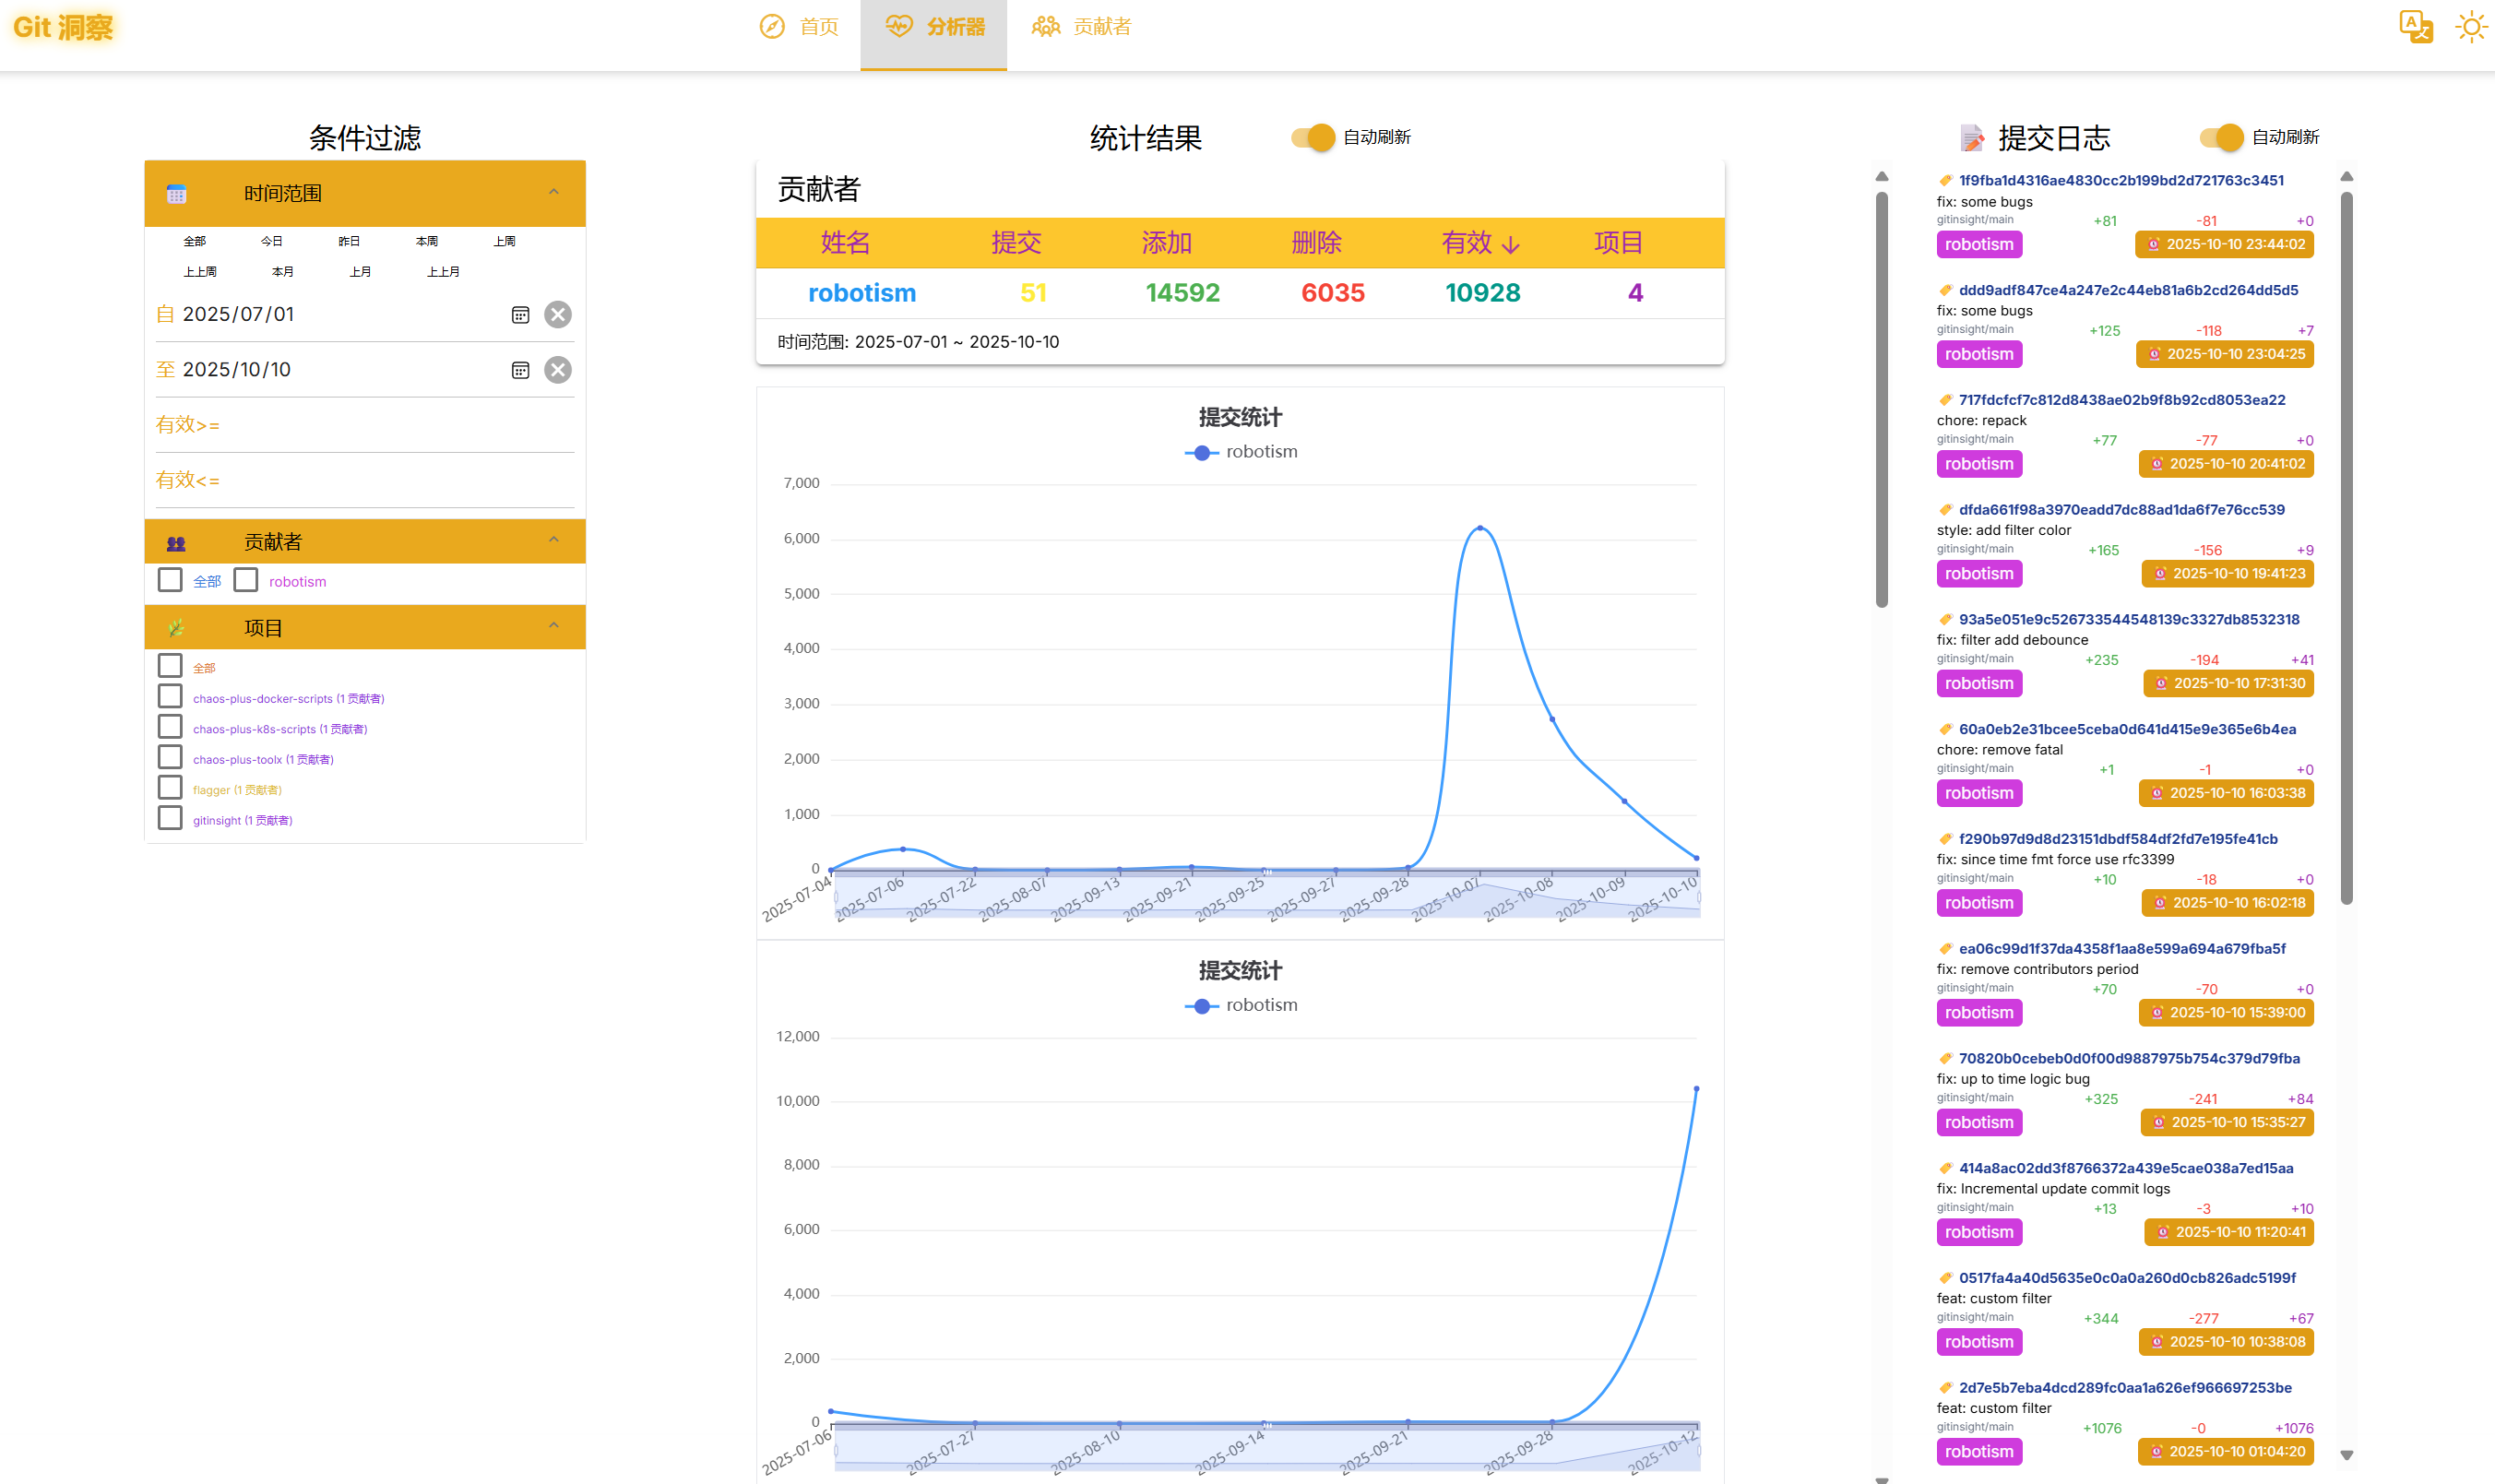 Git 洞察
首页
分析器
贡献者
条件过滤
时间范围
全部 今日 昨日 本周 上周
上上周 本月 上月 上上月
自 2025/07/01
至 2025/10/10
有效>=
有效<=
贡献者
全部 robotism
项目
全部
chaos-plus-docker-scripts (1 贡献者)
chaos-plus-k8s-scripts (1 贡献者)
chaos-plus-toolx (1 贡献者)
flagger (1 贡献者)
gitinsight (1 贡献者)
统计结果 自动刷新
贡献者
姓名 提交 添加 删除 有效 项目
robotism 51 14592 6035 10928 4
时间范围: 2025-07-01 ~ 2025-10-10
提交统计
robotism
7,000
6,000
5,000
4,000
3,000
2,000
1,000
0
2025-07-04 2025-07-06 2025-07-22 2025-08-07 2025-09-13 2025-09-21 2025-09-25 2025-09-27 2025-09-28 2025-10-07 2025-10-08 2025-10-09 2025-10-10
提交统计
robotism
12,000
10,000
8,000
6,000
4,000
2,000
0
2025-07-06 2025-07-27 2025-08-10 2025-09-14 2025-09-21 2025-09-28 2025-10-12
提交日志 自动刷新
1f9fba1d4316ae4830cc2b199bd2d721763c3451
fix: some bugs
gitinsight/main +81 -81 +0
robotism 2025-10-10 23:44:02
ddd9adf847ce4a247e2c44eb81a6b2cd264dd5d5
fix: some bugs
gitinsight/main +125 -118 +7
robotism 2025-10-10 23:04:25
717fdcfcf7c812d8438ae02b9f8b92cd8053ea22
chore: repack
gitinsight/main +77 -77 +0
robotism 2025-10-10 20:41:02
dfda661f98a3970eadd7dc88ad1da6f7e76cc539
style: add filter color
gitinsight/main +165 -156 +9
robotism 2025-10-10 19:41:23
93a5e051e9c526733544548139c3327db8532318
fix: filter add debounce
gitinsight/main +235 -194 +41
robotism 2025-10-10 17:31:30
60a0eb2e31bcee5ceba0d641d415e9e365e6b4ea
chore: remove fatal
gitinsight/main +1 -1 +0
robotism 2025-10-10 16:03:38
f290b97d9d8d23151dbdf584df2fd7e195fe41cb
fix: since time fmt force use rfc3399
gitinsight/main +10 -18 +0
robotism 2025-10-10 16:02:18
ea06c99d1f37da4358f1aa8e599a694a679fba5f
fix: remove contributors period
gitinsight/main +70 -70 +0
robotism 2025-10-10 15:39:00
70820b0cebeb0d0f00d9887975b754c379d79fba
fix: up to time logic bug
gitinsight/main +325 -241 +84
robotism 2025-10-10 15:35:27
414a8ac02dd3f8766372a439e5cae038a7ed15aa
fix: Incremental update commit logs
gitinsight/main +13 -3 +10
robotism 2025-10-10 11:20:41
0517fa4a40d5635e0c0a0a260d0cb826adc5199f
feat: custom filter
gitinsight/main +344 -277 +67
robotism 2025-10-10 10:38:08
2d7e5b7eba4dcd289fc0aa1a626ef966697253be
feat: custom filter
gitinsight/main +1076 -0 +1076
robotism 2025-10-10 01:04:20